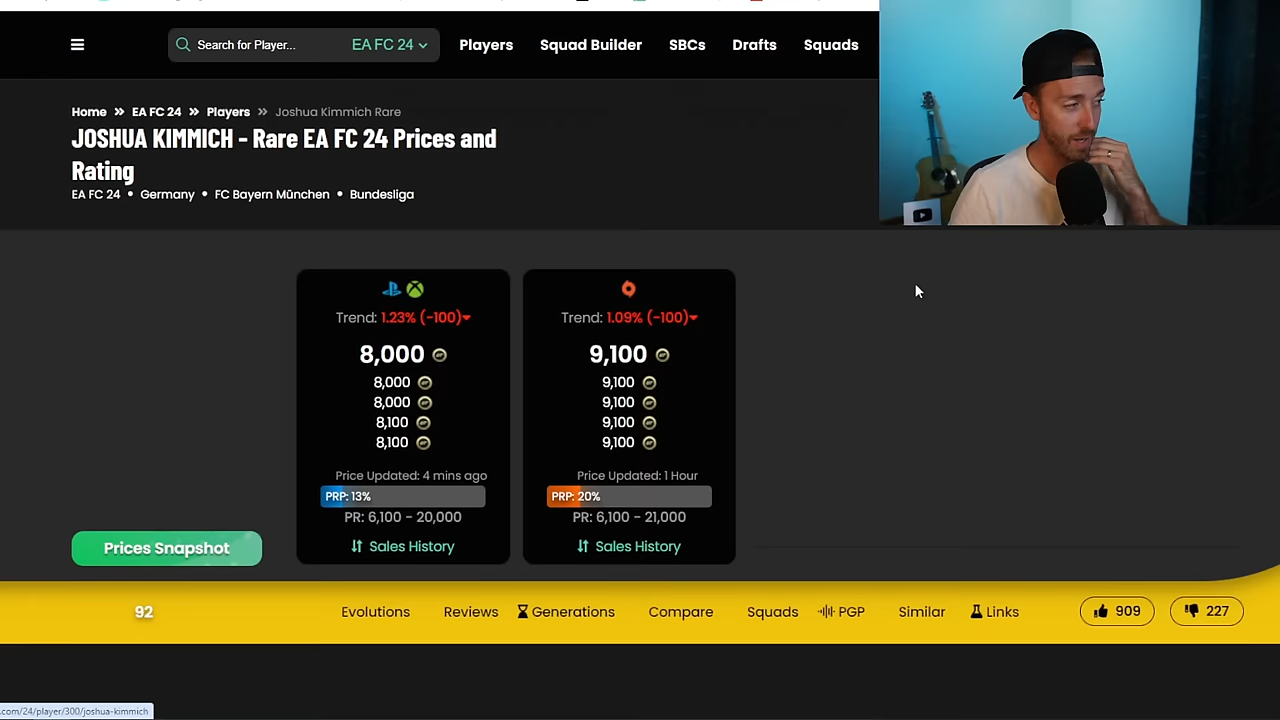 Search for Player... EA FC 24 Players Squad Builder SBCs Drafts Squads
Home » EA FC 24 » Players » Joshua Kimmich Rare
JOSHUA KIMMICH - Rare EA FC 24 Prices and
Rating
EA FC 24 • Germany • FC Bayern München • Bundesliga
Trend: 1.23% (-100)
8,000
8,000
8,000
8,100
8,100
Price Updated: 4 mins ago
PRP: 13%
PR: 6,100 - 20,000
Sales History
Trend: 1.09% (-100)
9,100
9,100
9,100
9,100
9,100
Price Updated: 1 Hour
PRP: 20%
PR: 6,100 - 21,000
Sales History
Prices Snapshot
92 Evolutions Reviews Generations Compare Squads PGP Similar Links 909 227
.com/24/player/300/joshua-kimmich